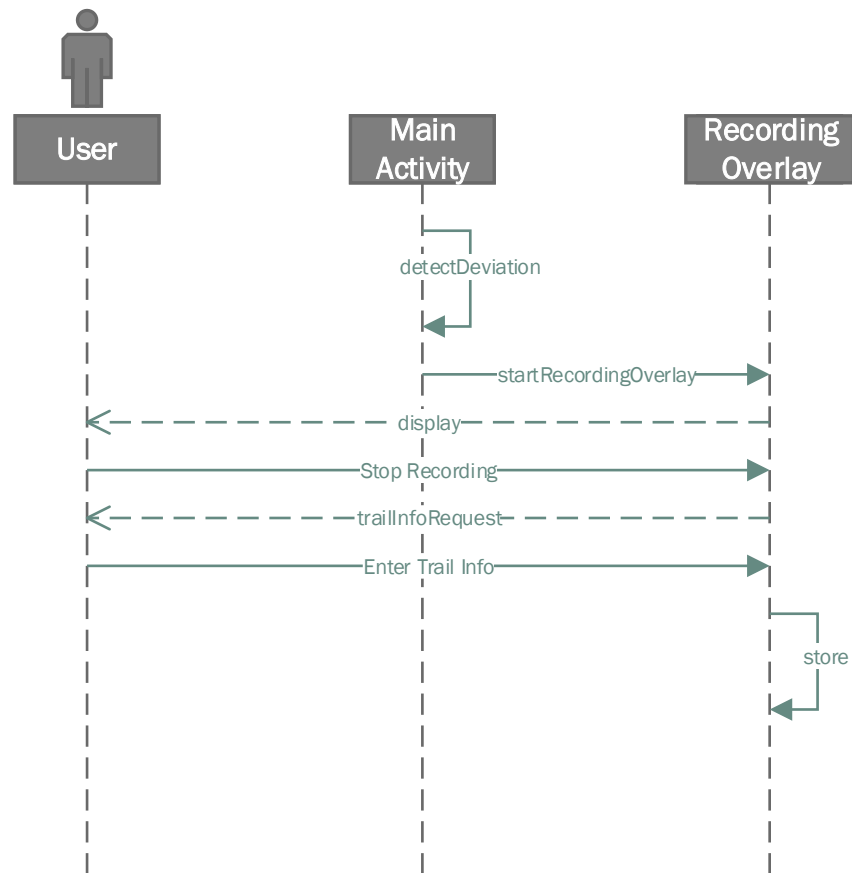 User
Main
Activity
Recording
Overlay
detectDeviation
startRecordingOverlay
display
Stop Recording
trailInfoRequest
Enter Trail Info
store